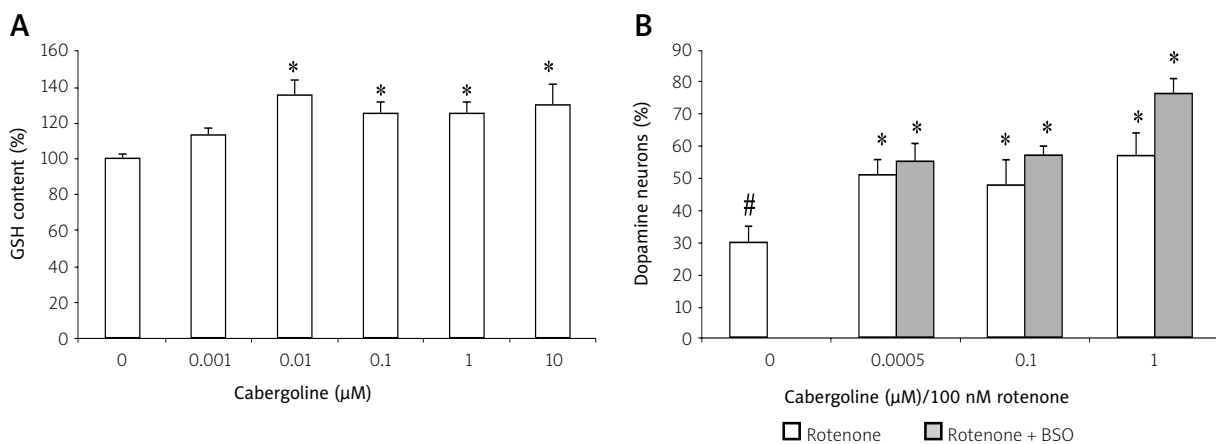 A
GSH content (%)
160
140
120
100
80
60
40
20
0
* * * *
0 0.001 0.01 0.1 1 10
Cabergoline (µM)
B
Dopamine neurons (%)
90
80
70
60
50
40
30
20
10
0
# * * * * * *
0 0.0005 0.1 1
Cabergoline (µM)/100 nM rotenone
Rotenone Rotenone + BSO